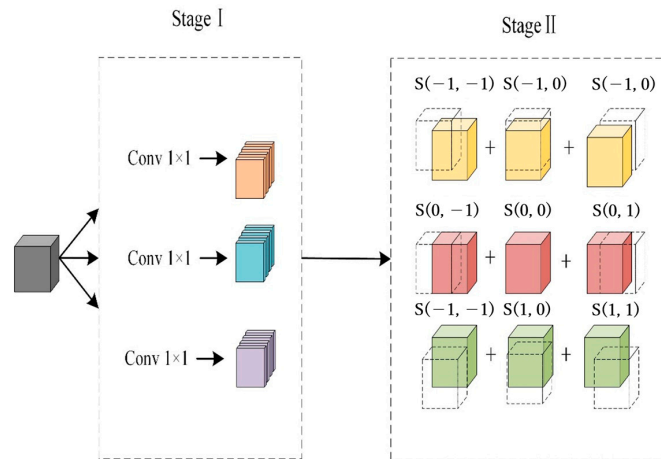 Stage Ⅰ
Stage Ⅱ
S(−1, −1) S(−1, 0) S(−1, 0)
Conv 1×1
+ +
S(0, −1) S(0, 0) S(0, 1)
Conv 1×1
+ +
S(−1, −1) S(1, 0) S(1, 1)
Conv 1×1
+ +